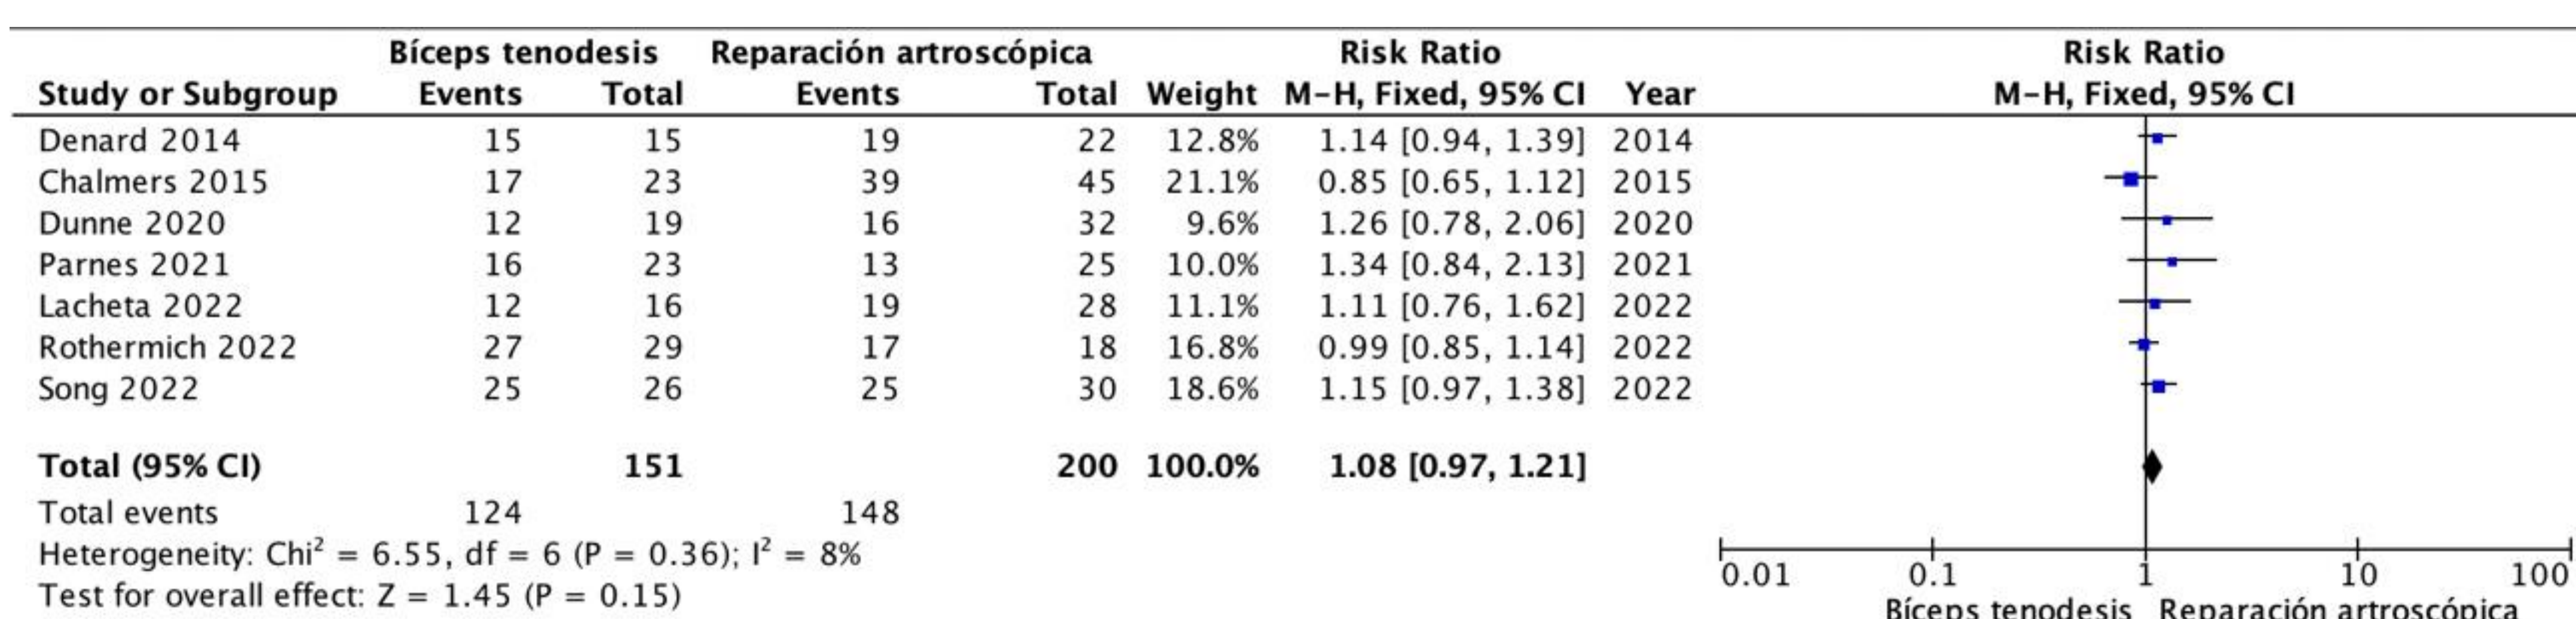 Bíceps tenodesis Reparación artroscópica Risk Ratio Risk Ratio
Study or Subgroup Events Total Events Total Weight M-H, Fixed, 95% CI Year M-H, Fixed, 95% CI
Denard 2014 15 15 19 22 12.8% 1.14 [0.94, 1.39] 2014
Chalmers 2015 17 23 39 45 21.1% 0.85 [0.65, 1.12] 2015
Dunne 2020 12 19 16 32 9.6% 1.26 [0.78, 2.06] 2020
Parnes 2021 16 23 13 25 10.0% 1.34 [0.84, 2.13] 2021
Lacheta 2022 12 16 19 28 11.1% 1.11 [0.76, 1.62] 2022
Rothermich 2022 27 29 17 18 16.8% 0.99 [0.85, 1.14] 2022
Song 2022 25 26 25 30 18.6% 1.15 [0.97, 1.38] 2022
Total (95% CI) 151 200 100.0% 1.08 [0.97, 1.21]
Total events 124 148
Heterogeneity: Chi² = 6.55, df = 6 (P = 0.36); I² = 8%
Test for overall effect: Z = 1.45 (P = 0.15)
0.01 0.1 1 10 100
Bíceps tenodesis Reparación artroscópica